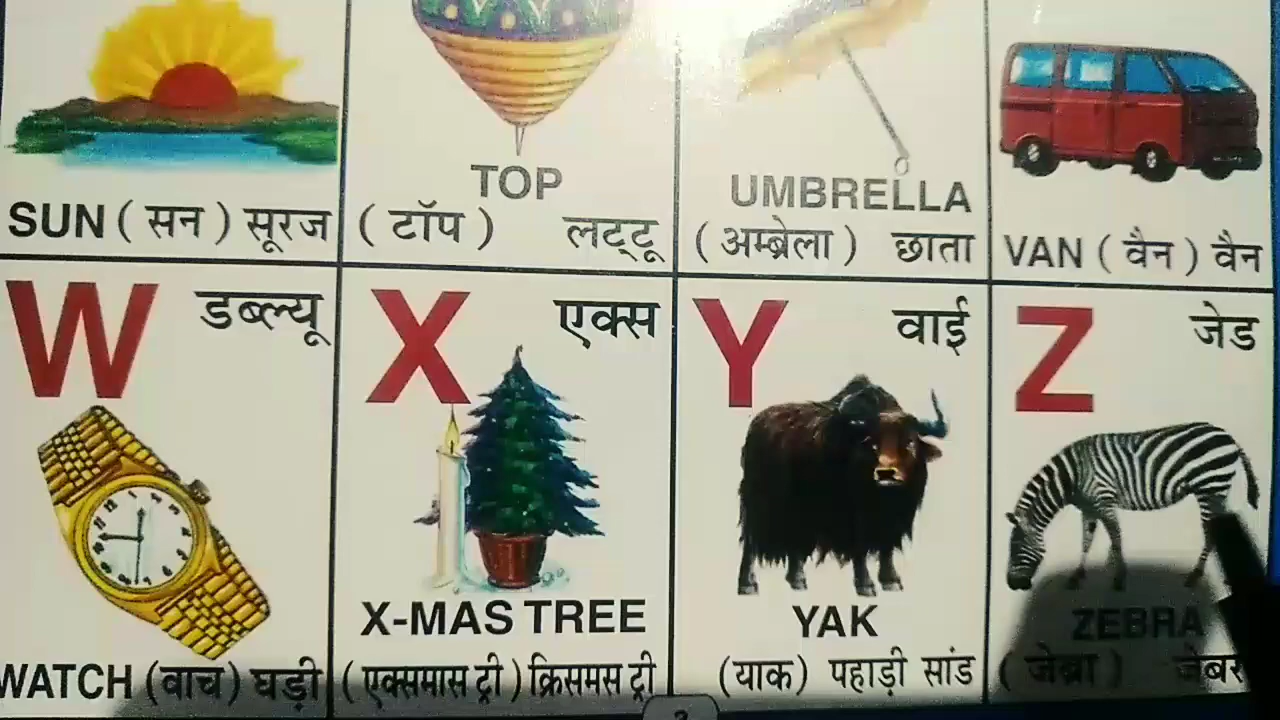 SUN ( सन ) सूरज
TOP
( टॉप ) लट्टू
UMBRELLA
( अम्ब्रेला ) छाता
VAN ( वैन ) वैन
W डब्ल्यू
WATCH (वाच) घड़ी
X एक्स
X-MAS TREE
( एक्समास ट्री ) क्रिसमस ट्री
Y वाई
YAK
(याक) पहाड़ी सांड
Z जेड
ZEBRA
( जेब्रा )